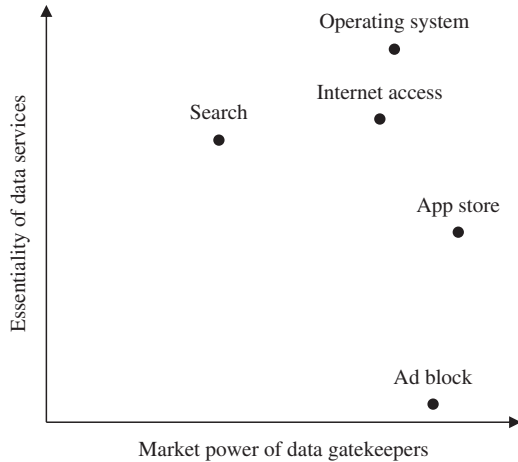 Operating system
Internet access
Search
App store
Ad block
Essentiality of data services
Market power of data gatekeepers